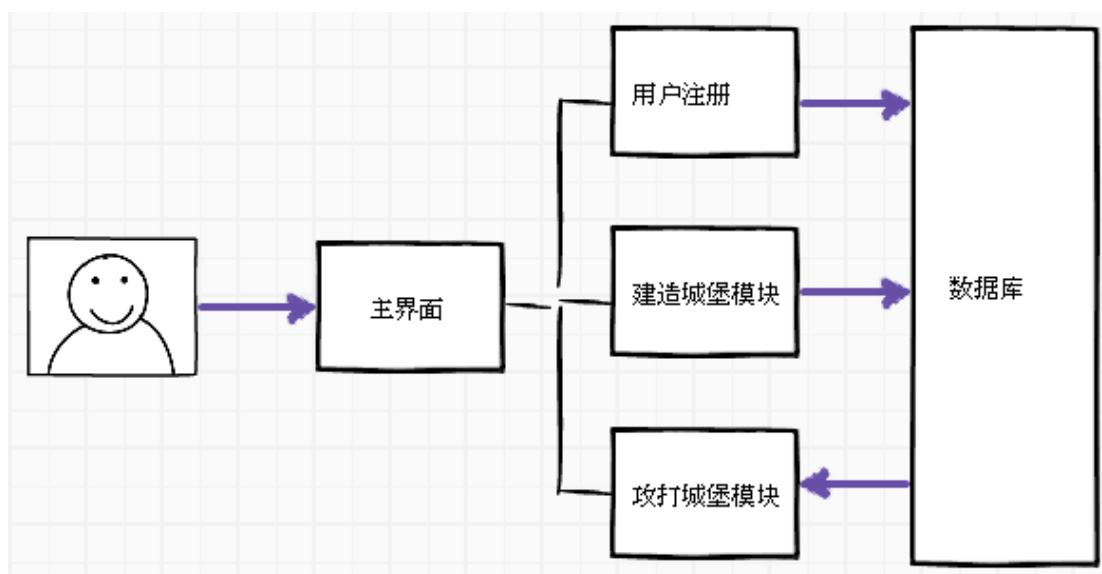 用户注册
主界面
建造城堡模块
数据库
攻打城堡模块